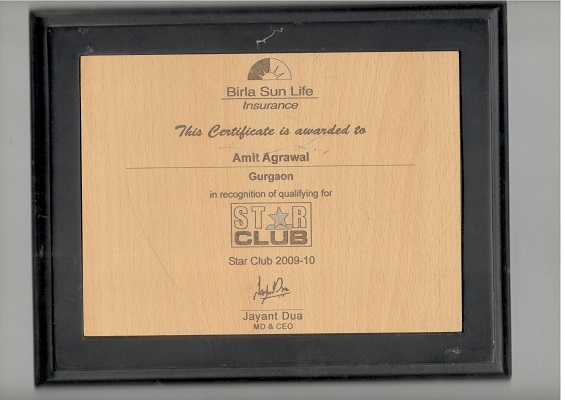 Birla Sun Life
Insurance
This Certificate is awarded to
Amit Agrawal
Gurgaon
in recognition of qualifying for
STAR
CLUB
Star Club 2009-10
Jayant Dua
MD & CEO